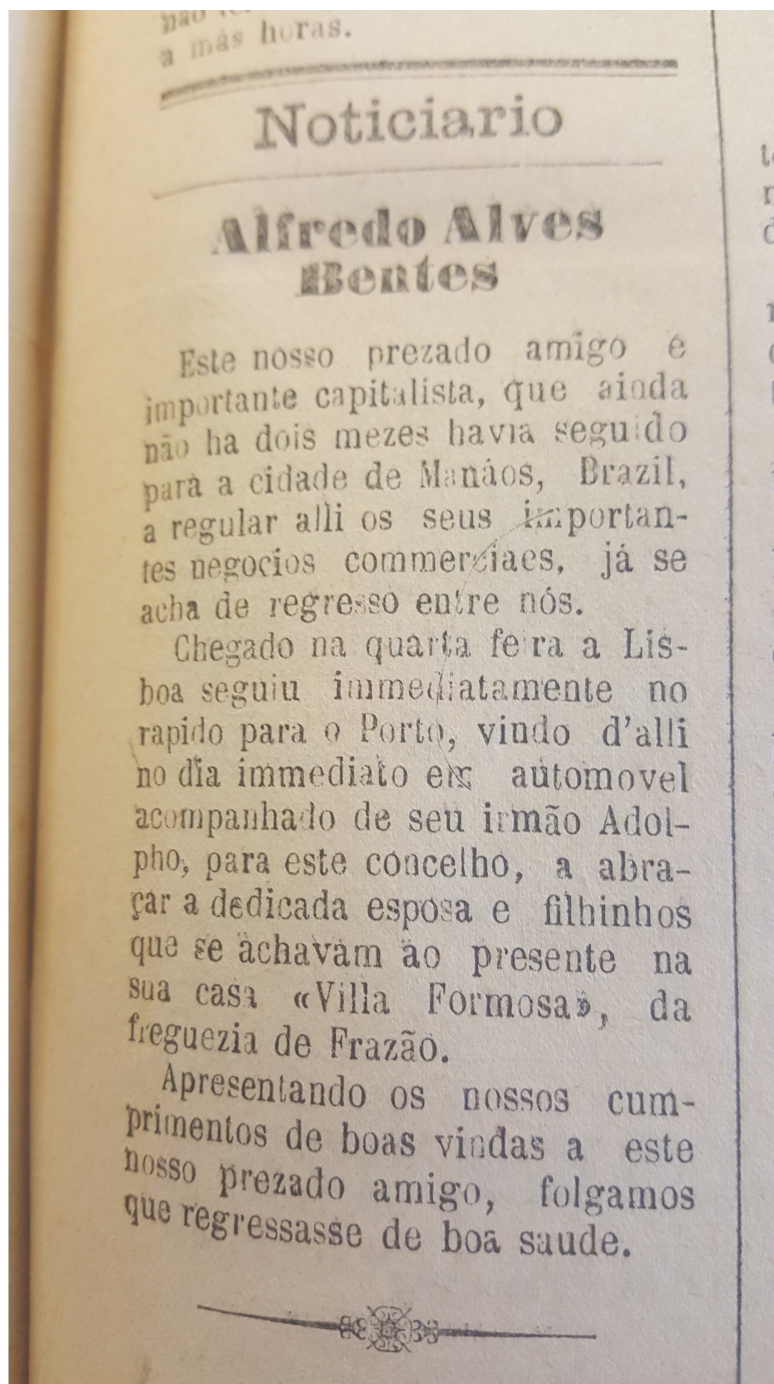 não
a más horas.
Noticiario
Alfredo Alves
Bentes
Este nosso prezado amigo e
importante capitalista, que ainda
não ha dois mezes havia seguido
para a cidade de Manáos, Brazil,
a regular alli os seus importan-
tes negocios commerciaes, já se
acha de regresso entre nós.
Chegado na quarta feira a Lis-
boa seguiu immediatamente no
rapido para o Porto, vindo d'alli
no dia immediato em automovel
acompanhado de seu irmão Adol-
pho, para este concelho, a abra-
çar a dedicada esposa e filhinhos
que se achavam ao presente na
sua casa «Villa Formosa», da
freguezia de Frazão.
Apresentando os nossos cum-
primentos de boas vindas a este
nosso prezado amigo, folgamos
que regressasse de boa saude.